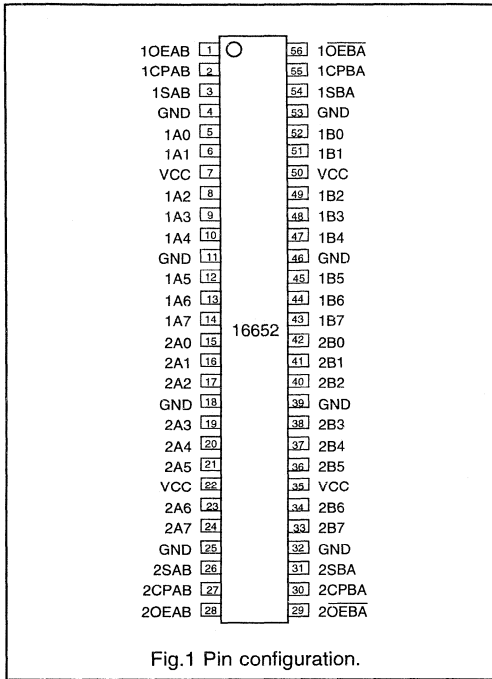 1OEAB 1 56 1O̅E̅B̅A̅
1CPAB 2 55 1CPBA
1SAB 3 54 1SBA
GND 4 53 GND
1A0 5 52 1B0
1A1 6 51 1B1
VCC 7 50 VCC
1A2 8 49 1B2
1A3 9 48 1B3
1A4 10 47 1B4
GND 11 46 GND
1A5 12 45 1B5
1A6 13 44 1B6
1A7 14 43 1B7
16652
2A0 15 42 2B0
2A1 16 41 2B1
2A2 17 40 2B2
GND 18 39 GND
2A3 19 38 2B3
2A4 20 37 2B4
2A5 21 36 2B5
VCC 22 35 VCC
2A6 23 34 2B6
2A7 24 33 2B7
GND 25 32 GND
2SAB 26 31 2SBA
2CPAB 27 30 2CPBA
2OEAB 28 29 2O̅E̅B̅A̅
Fig.1 Pin configuration.